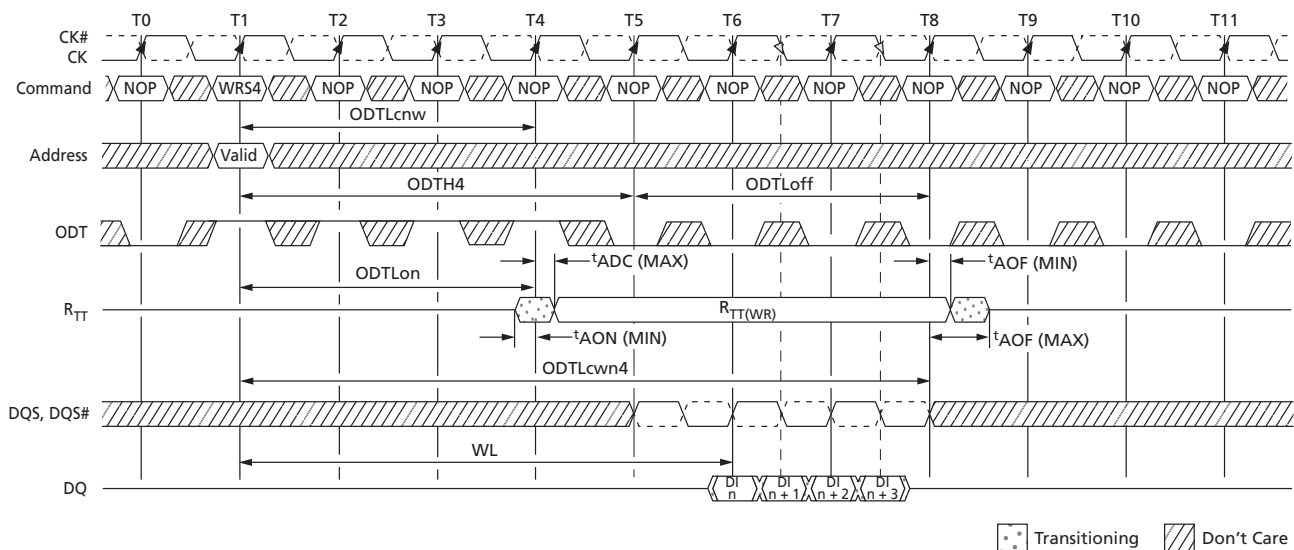 T0 T1 T2 T3 T4 T5 T6 T7 T8 T9 T10 T11
CK#
CK
Command NOP WRS4 NOP NOP NOP NOP NOP NOP NOP NOP NOP NOP
ODTLcnw
Address Valid
ODTH4 ODTLoff
ODT
tADC (MAX) tAOF (MIN)
ODTLon
RTT RTT(WR)
tAON (MIN) tAOF (MAX)
ODTLcwn4
DQS, DQS#
WL
DQ DI n DI n + 1 DI n + 2 DI n + 3
Transitioning Don't Care